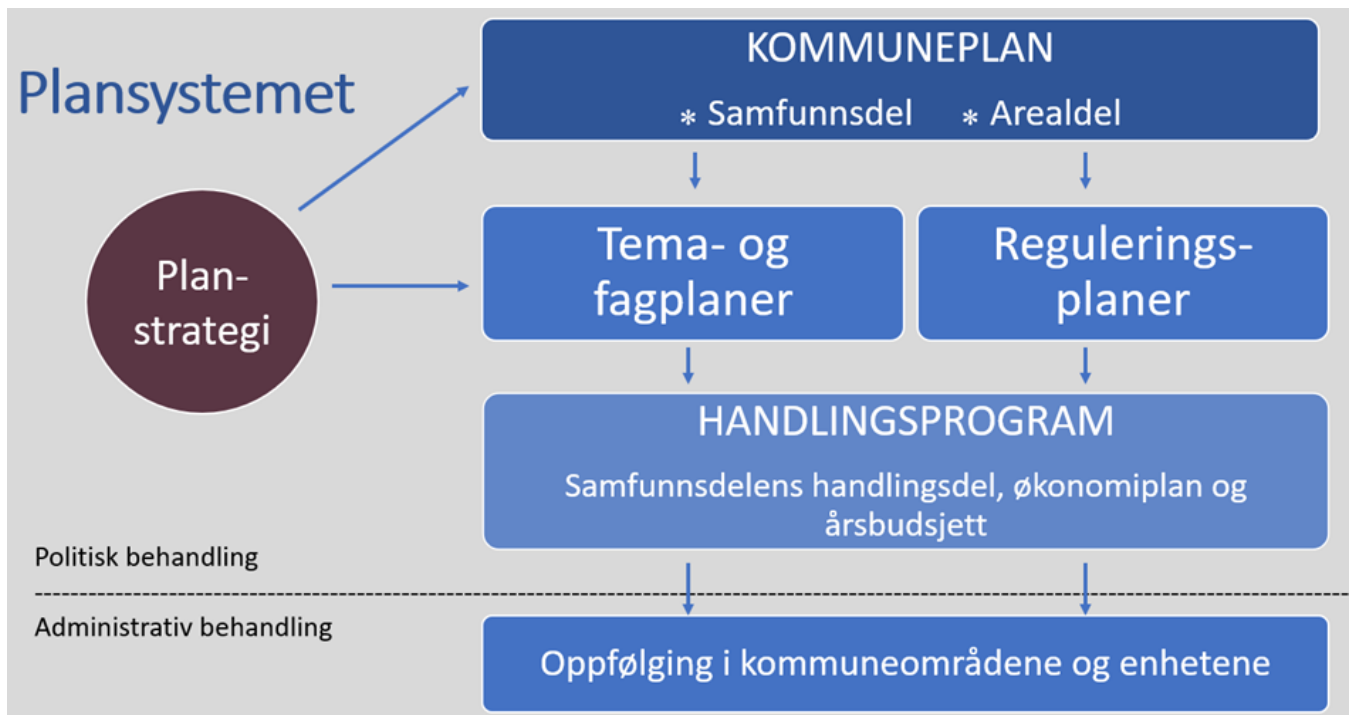 Plansystemet
KOMMUNEPLAN
* Samfunnsdel * Arealdel
Plan-
strategi
Tema- og
fagplaner
Regulerings-
planer
HANDLINGSPROGRAM
Samfunnsdelens handlingsdel, økonomiplan og
årsbudsjett
Politisk behandling
Administrativ behandling
Oppfølging i kommuneområdene og enhetene